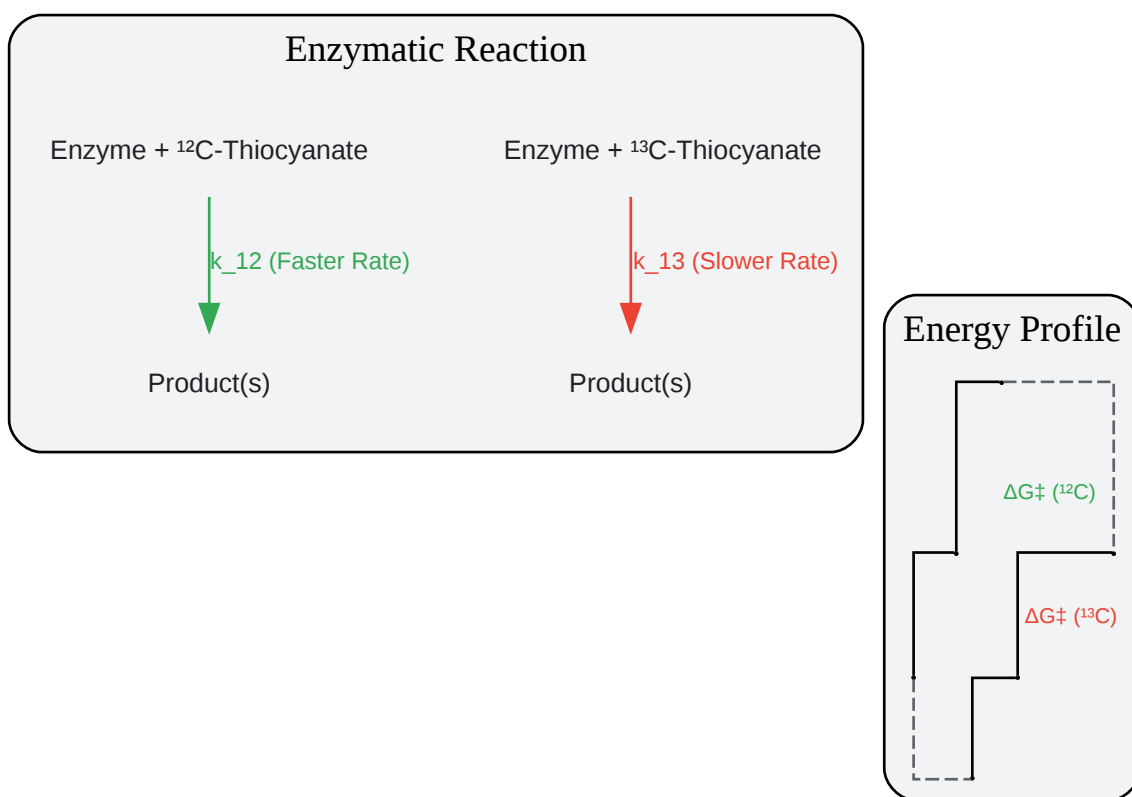 Enzymatic Reaction
Enzyme + ¹²C-Thiocyanate
Enzyme + ¹³C-Thiocyanate
k_12 (Faster Rate)
k_13 (Slower Rate)
Product(s)
Product(s)
Energy Profile
ΔG‡ (¹²C)
ΔG‡ (¹³C)